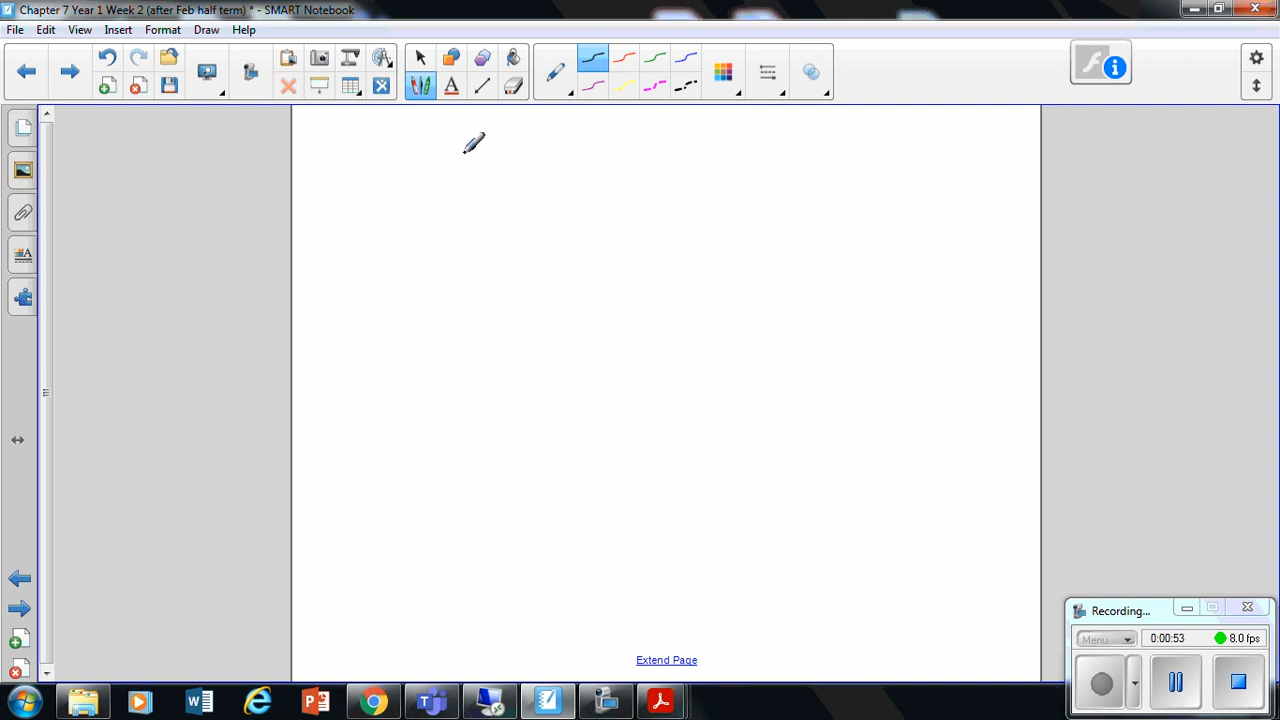 Chapter 7 Year 1 Week 2 (after Feb half term) * - SMART Notebook
File Edit View Insert Format Draw Help
Extend Page
Recording...
Menu
0:00:53
8.0 fps